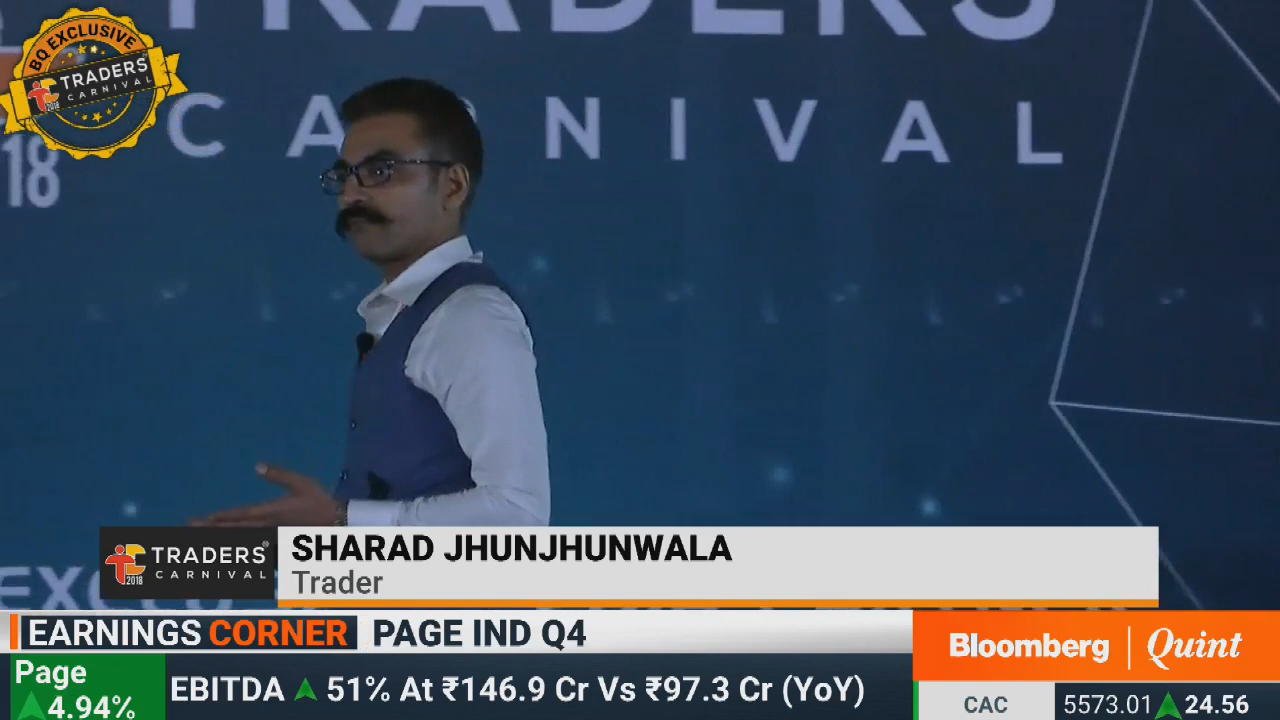 TRADERS
CARNIVAL
18
BQ EXCLUSIVE
TRADERS
CARNIVAL
2018
TRADERS
CARNIVAL
2018
SHARAD JHUNJHUNWALA
Trader
EARNINGS CORNER PAGE IND Q4
Page
4.94%
EBITDA ▲ 51% At ₹146.9 Cr Vs ₹97.3 Cr (YoY)
Bloomberg | Quint
CAC 5573.01 ▲ 24.56